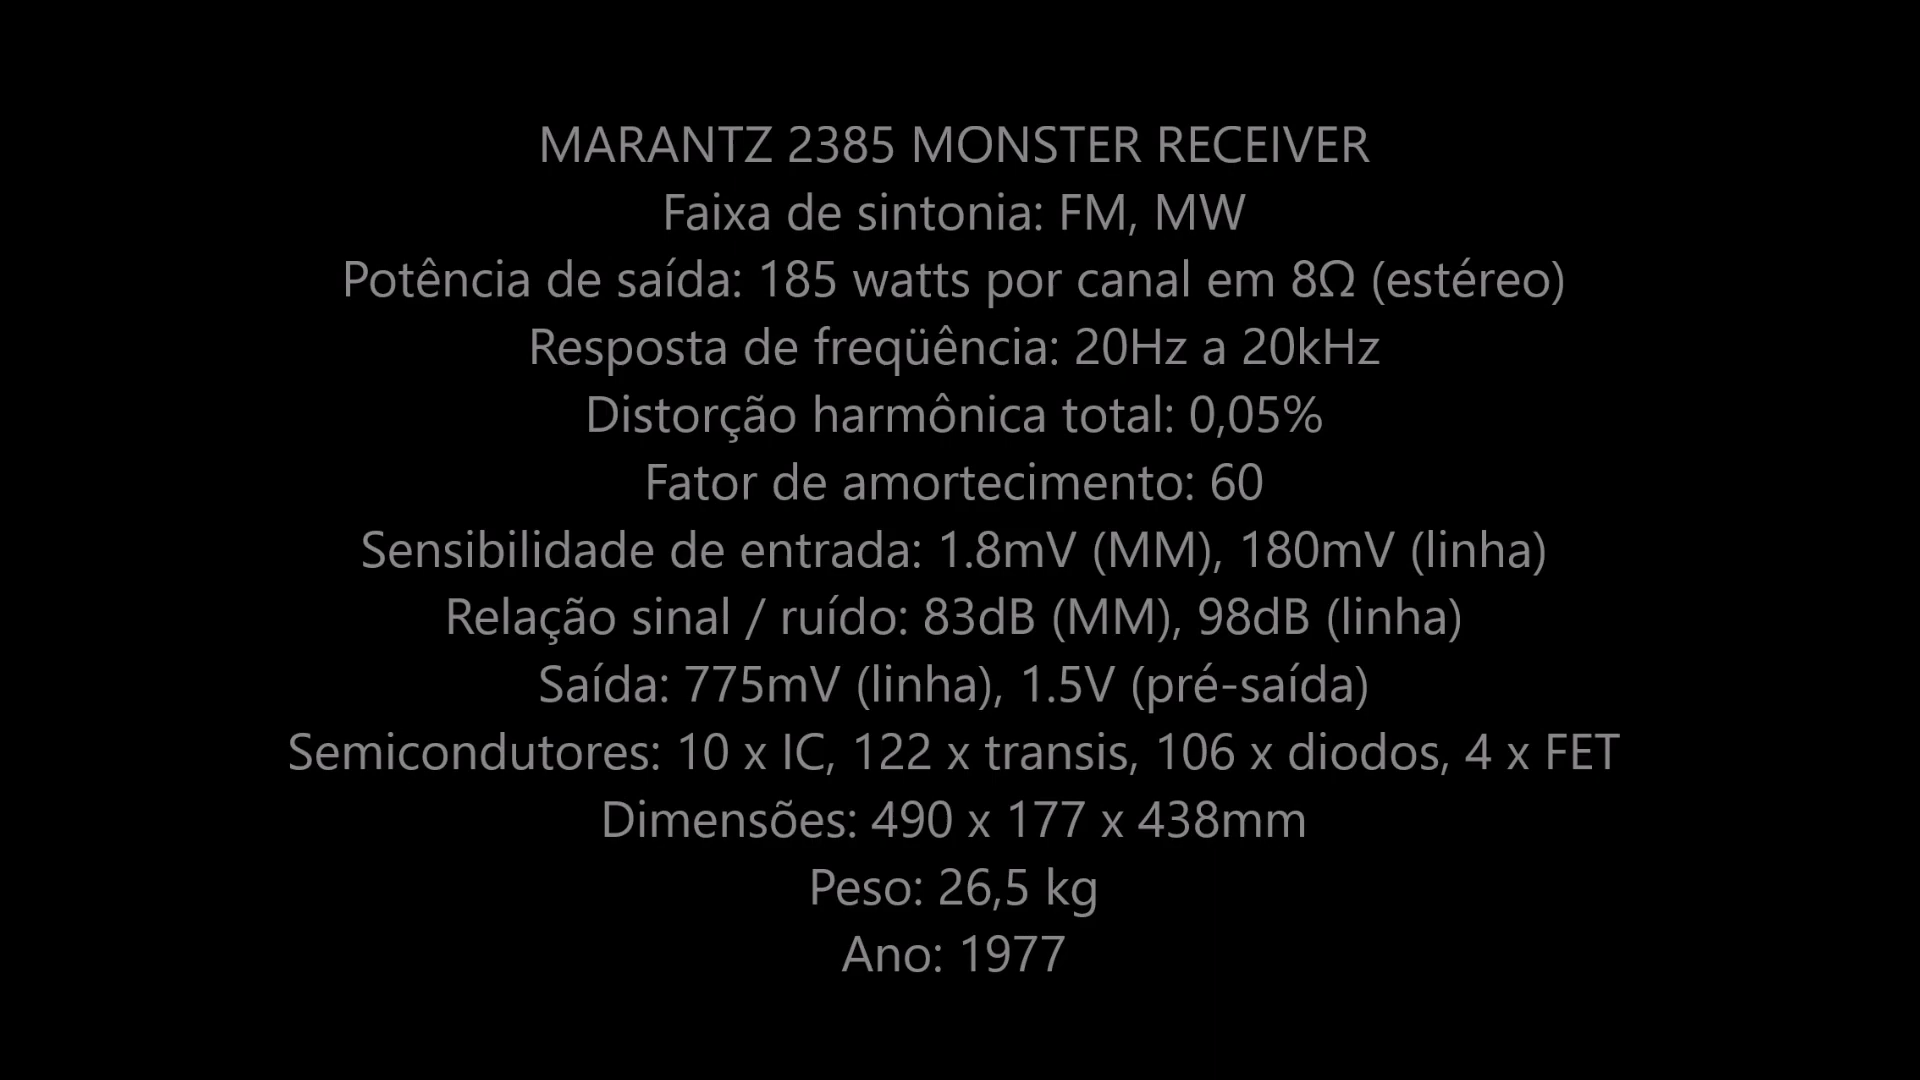 MARANTZ 2385 MONSTER RECEIVER
Faixa de sintonia: FM, MW
Potência de saída: 185 watts por canal em 8Ω (estéreo)
Resposta de freqüência: 20Hz a 20kHz
Distorção harmônica total: 0,05%
Fator de amortecimento: 60
Sensibilidade de entrada: 1.8mV (MM), 180mV (linha)
Relação sinal / ruído: 83dB (MM), 98dB (linha)
Saída: 775mV (linha), 1.5V (pré-saída)
Semicondutores: 10 x IC, 122 x transis, 106 x diodos, 4 x FET
Dimensões: 490 x 177 x 438mm
Peso: 26,5 kg
Ano: 1977